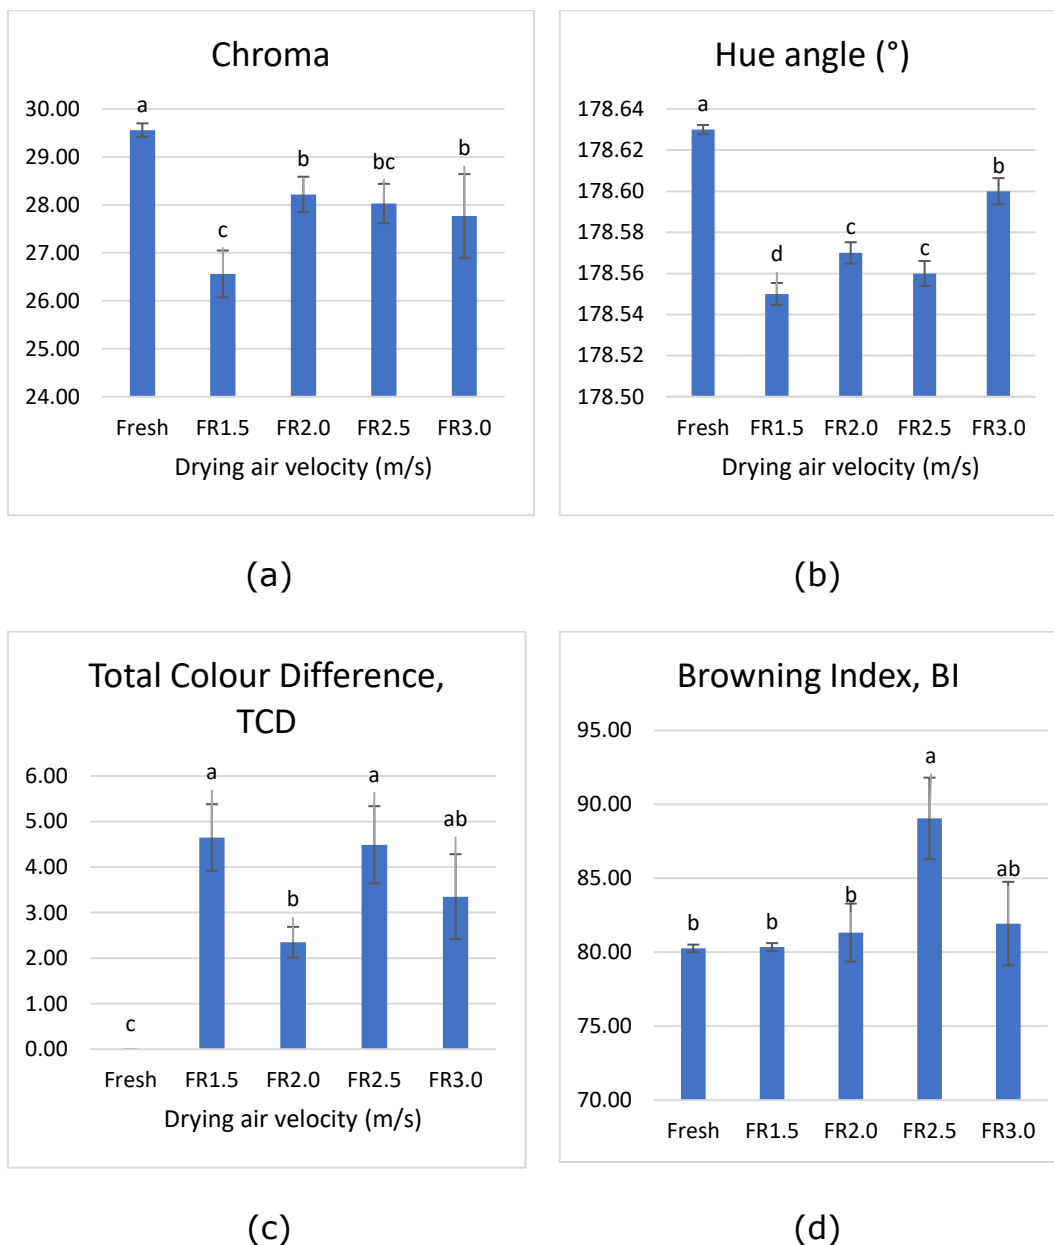 Chroma
30.00
29.00
28.00
27.00
26.00
25.00
24.00
a
c
b
bc
b
Fresh FR1.5 FR2.0 FR2.5 FR3.0
Drying air velocity (m/s)
(a)
Hue angle (°)
178.64
178.62
178.60
178.58
178.56
178.54
178.52
178.50
a
d
c
c
b
Fresh FR1.5 FR2.0 FR2.5 FR3.0
Drying air velocity (m/s)
(b)
Total Colour Difference,
TCD
6.00
5.00
4.00
3.00
2.00
1.00
0.00
c
a
b
a
ab
Fresh FR1.5 FR2.0 FR2.5 FR3.0
Drying air velocity (m/s)
(c)
Browning Index, BI
95.00
90.00
85.00
80.00
75.00
70.00
b
b
b
a
ab
Fresh FR1.5 FR2.0 FR2.5 FR3.0
(d)